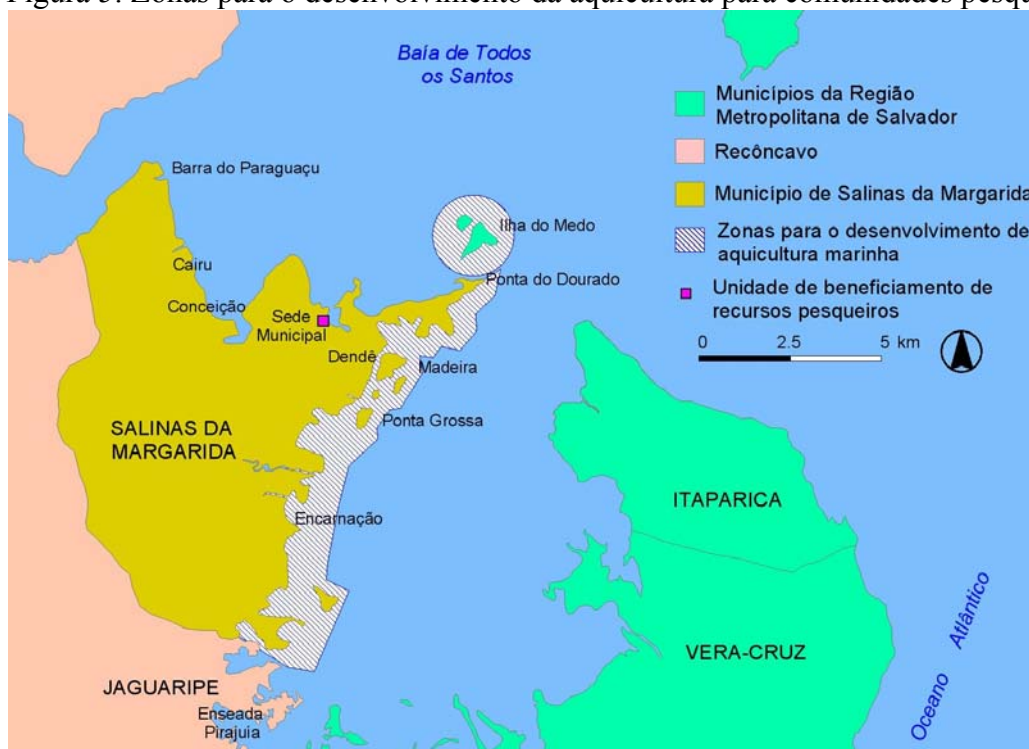 Figura 5: Zonas para o desenvolvimento da aquicultura para comunidades
Baía de Todos
os Santos
Municípios da Região
Metropolitana de Salvador
Recôncavo
Município de Salinas da Margarida
Zonas para o desenvolvimento de
aquicultura marinha
Unidade de beneficiamento de
recursos pesqueiros
0 2.5 5 km
Barra do Paraguaçu
Ilha do Medo
Cairu
Ponta do Dourado
Conceição
Sede
Municipal
Dendê
Madeira
Ponta Grossa
SALINAS DA
MARGARIDA
ITAPARICA
Encarnação
VERA-CRUZ
Oceano Atlântico
JAGUARIPE
Enseada
Pirajuia